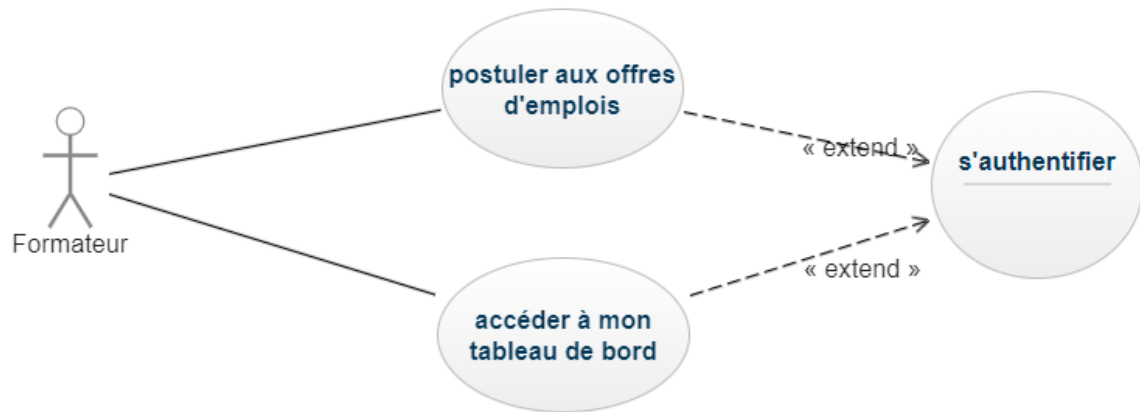 postuler aux offres
d'emplois
« extend »
s'authentifier
Formateur
« extend »
accéder à mon
tableau de bord